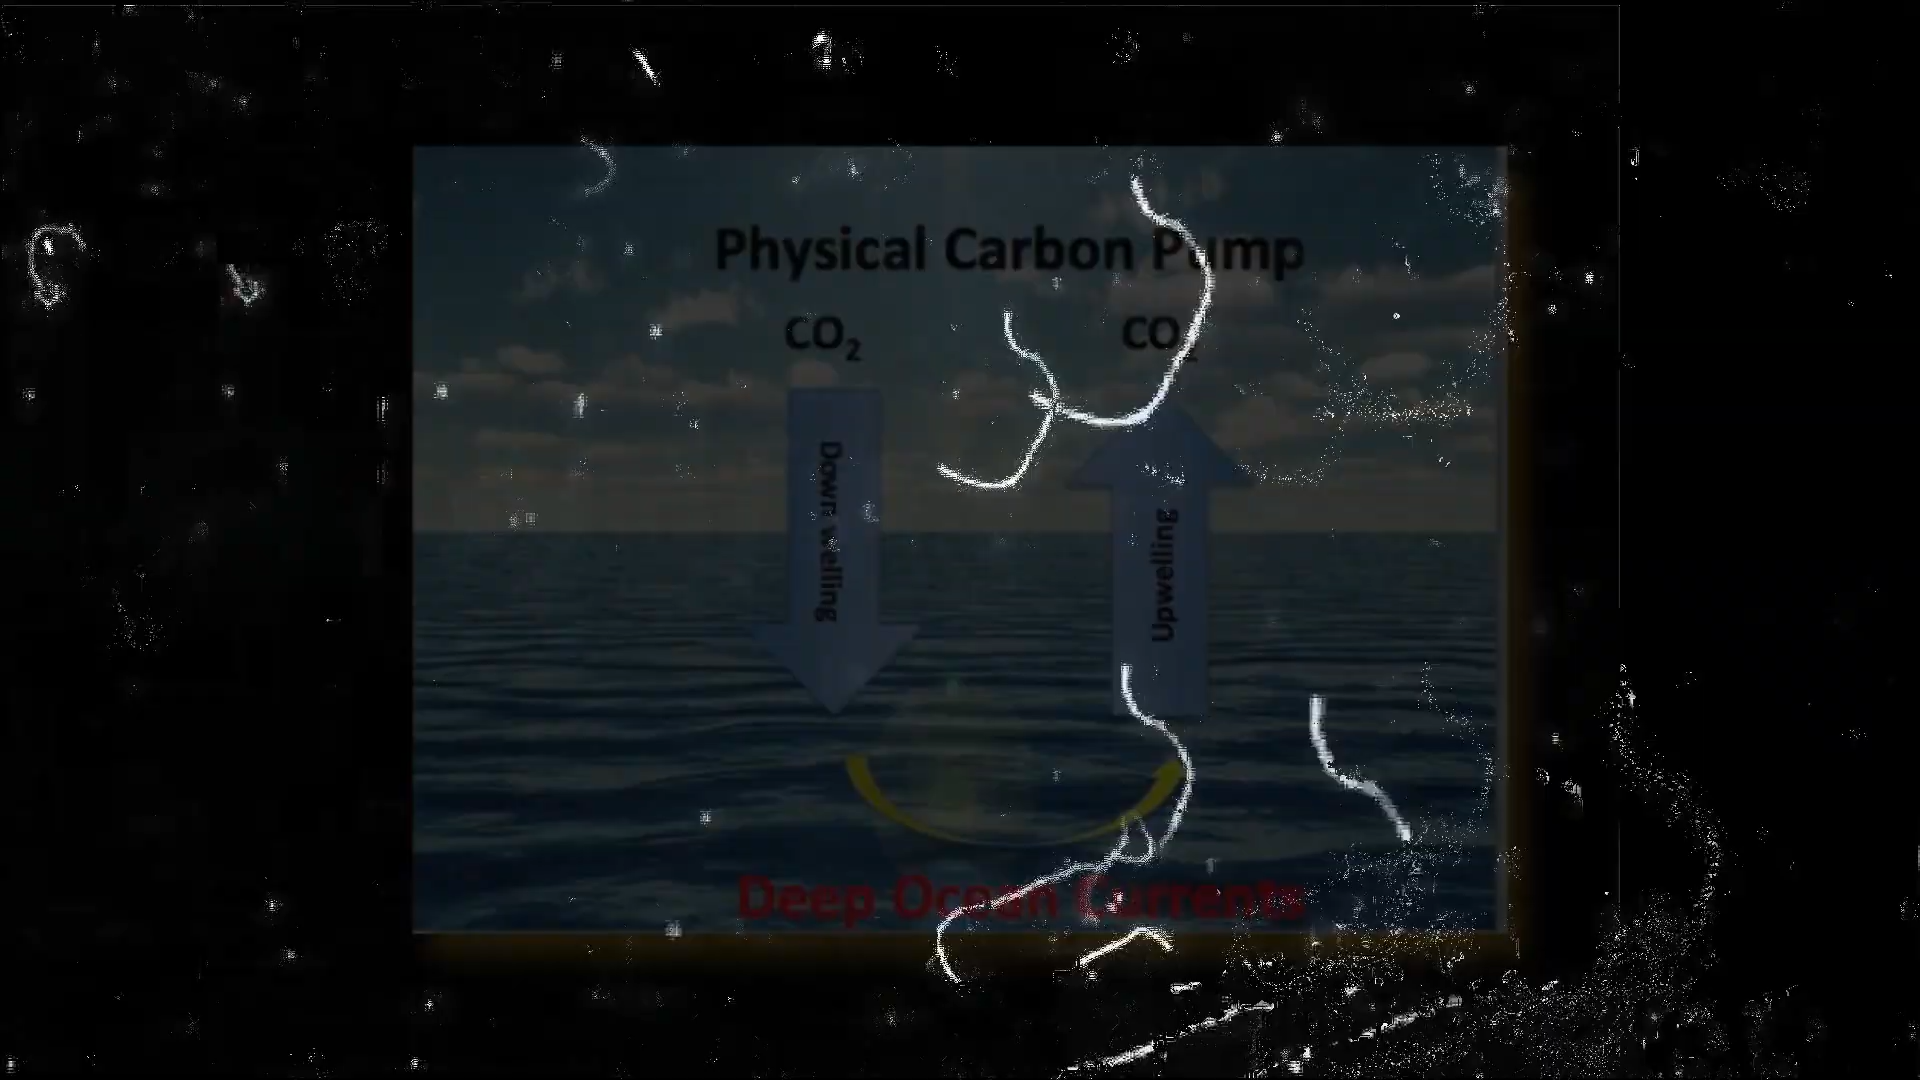 Physical Carbon Pump
CO₂ CO₂
Down welling
Upwelling
Deep Ocean Currents